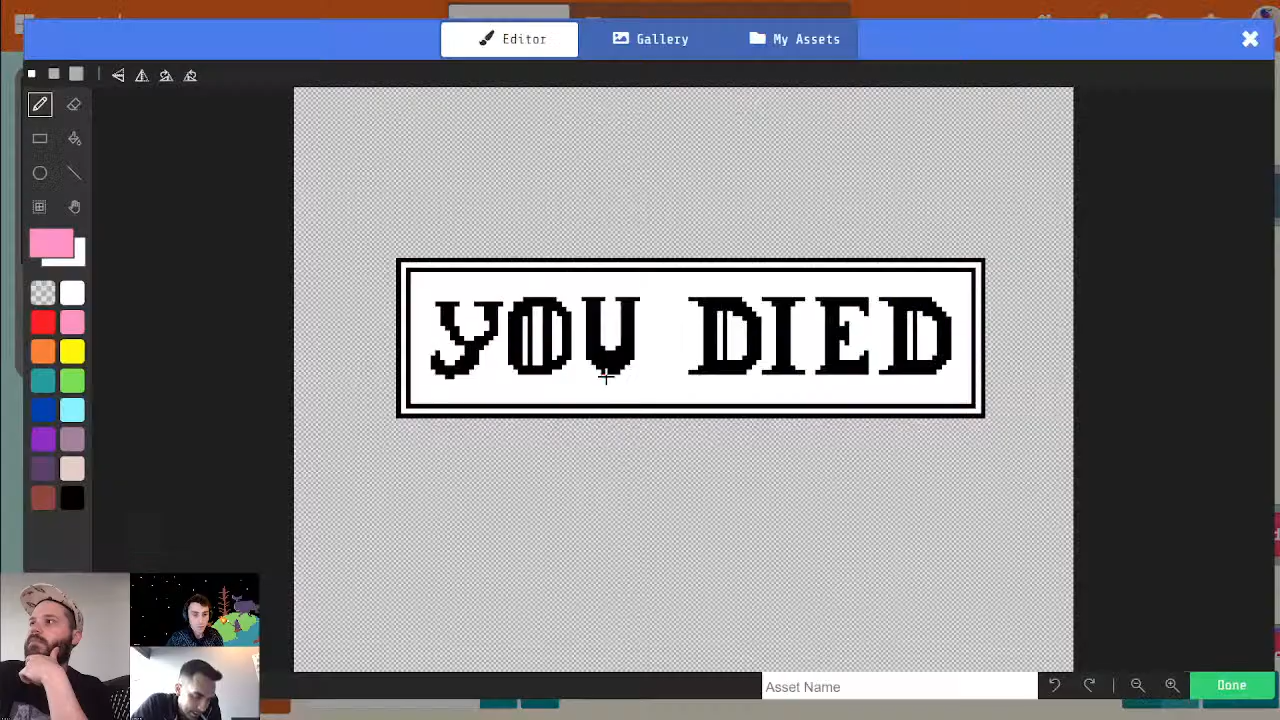 Editor
Gallery
My Assets
YOU DIED
Asset Name
Done